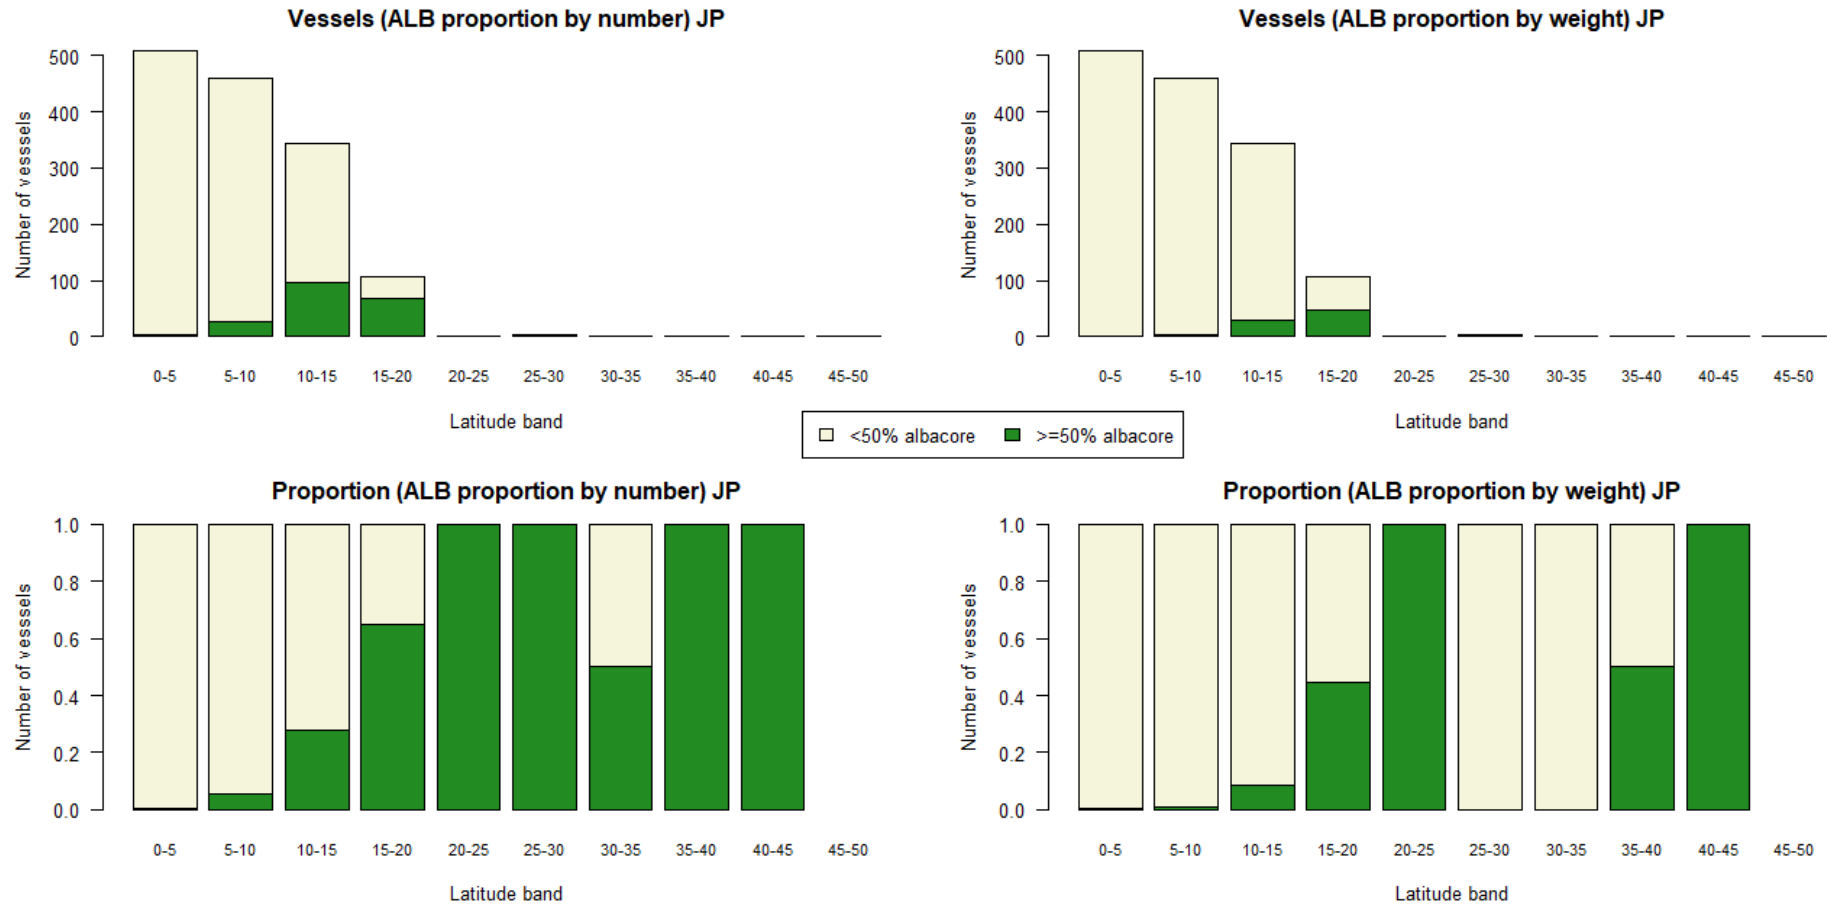 Vessels (ALB proportion by number) JP
Number of vesssels
500
400
300
200
100
0
0-5 5-10 10-15 15-20 20-25 25-30 30-35 35-40 40-45 45-50
Latitude band
Vessels (ALB proportion by weight) JP
Number of vesssels
500
400
300
200
100
0
0-5 5-10 10-15 15-20 20-25 25-30 30-35 35-40 40-45 45-50
Latitude band
<50% albacore >=50% albacore
Proportion (ALB proportion by number) JP
Number of vesssels
1.0
0.8
0.6
0.4
0.2
0.0
0-5 5-10 10-15 15-20 20-25 25-30 30-35 35-40 40-45 45-50
Latitude band
Proportion (ALB proportion by weight) JP
Number of vesssels
1.0
0.8
0.6
0.4
0.2
0.0
0-5 5-10 10-15 15-20 20-25 25-30 30-35 35-40 40-45 45-50
Latitude band